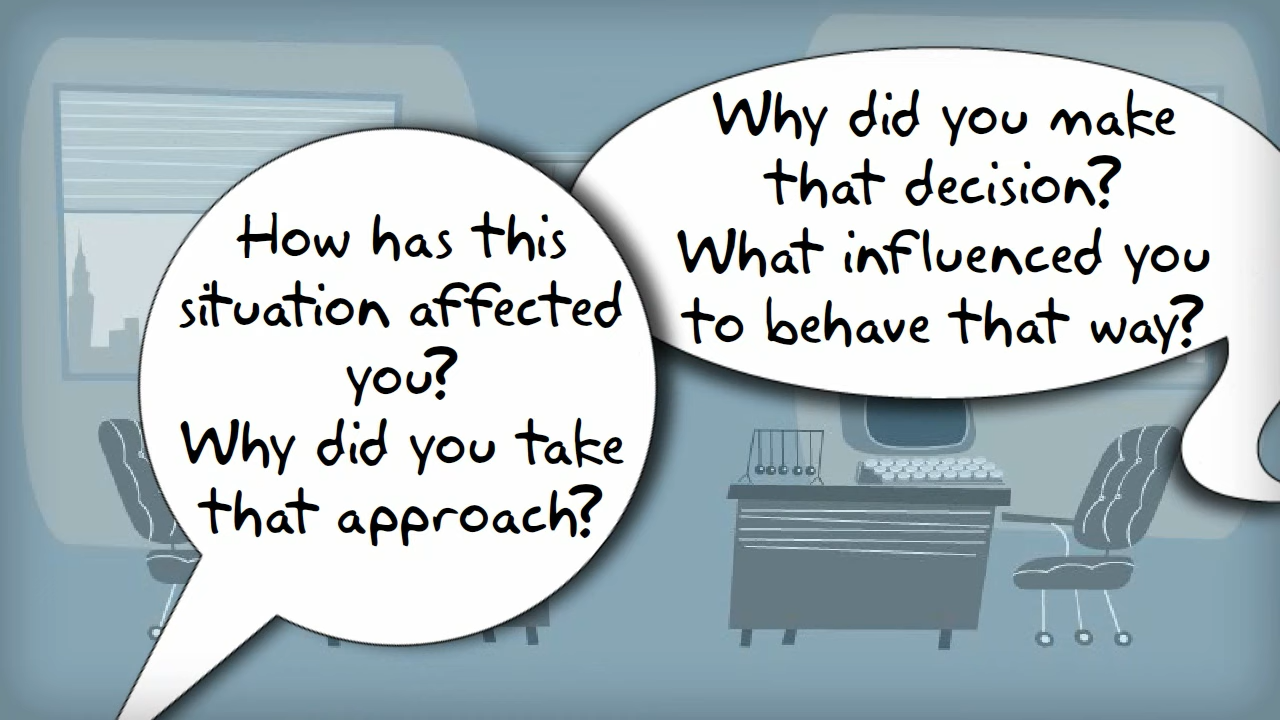 How has this
situation affected
you?
Why did you take
that approach?
Why did you make
that decision?
What influenced you
to behave that way?